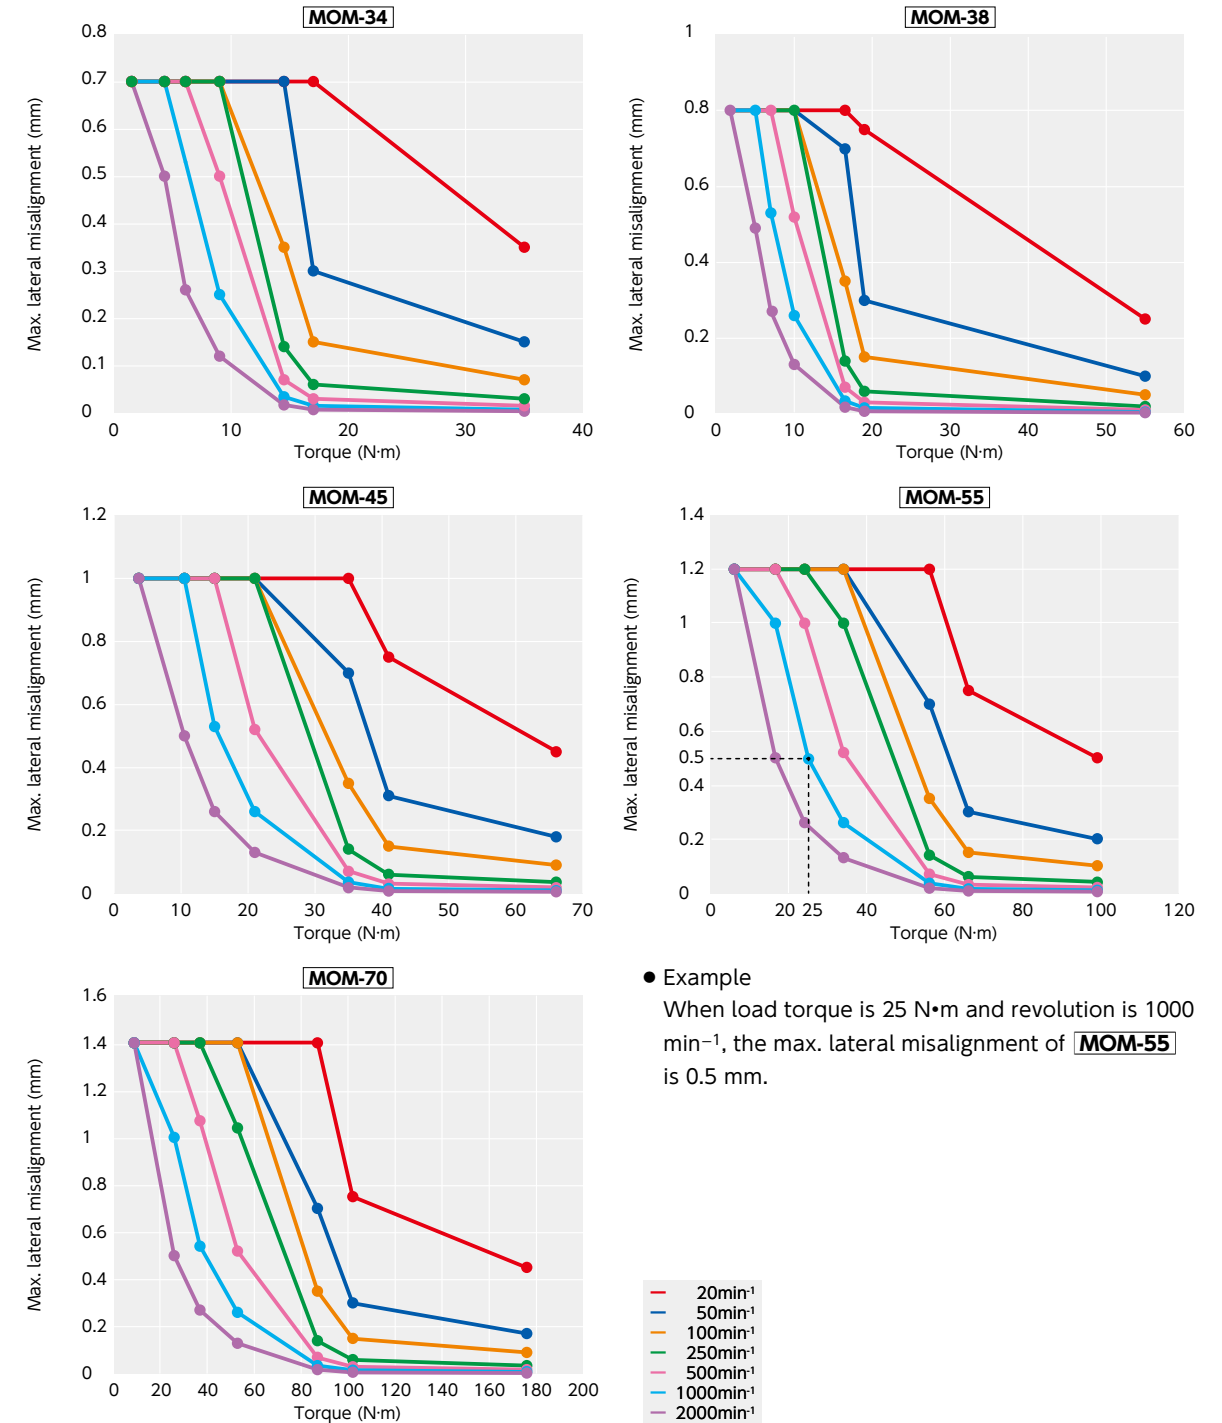 MOM-34
0.8
0.7
0.6
0.5
0.4
0.3
0.2
0.1
0
Max. lateral misalignment (mm)
0 10 20 30 40
Torque (N·m)
MOM-38
1
0.8
0.6
0.4
0.2
0
Max. lateral misalignment (mm)
0 10 20 30 40 50 60
Torque (N·m)
MOM-45
1.2
1
0.8
0.6
0.4
0.2
0
Max. lateral misalignment (mm)
0 10 20 30 40 50 60 70
Torque (N·m)
MOM-55
1.4
1.2
1
0.8
0.6
0.5
0.4
0.2
0
Max. lateral misalignment (mm)
0 20 25 40 60 80 100 120
Torque (N·m)
MOM-70
1.6
1.4
1.2
1
0.8
0.6
0.4
0.2
0
Max. lateral misalignment (mm)
0 20 40 60 80 100 120 140 160 180 200
Torque (N·m)
● Example
When load torque is 25 N•m and revolution is 1000
min⁻¹, the max. lateral misalignment of MOM-55
is 0.5 mm.
20min⁻¹
50min⁻¹
100min⁻¹
250min⁻¹
500min⁻¹
1000min⁻¹
2000min⁻¹